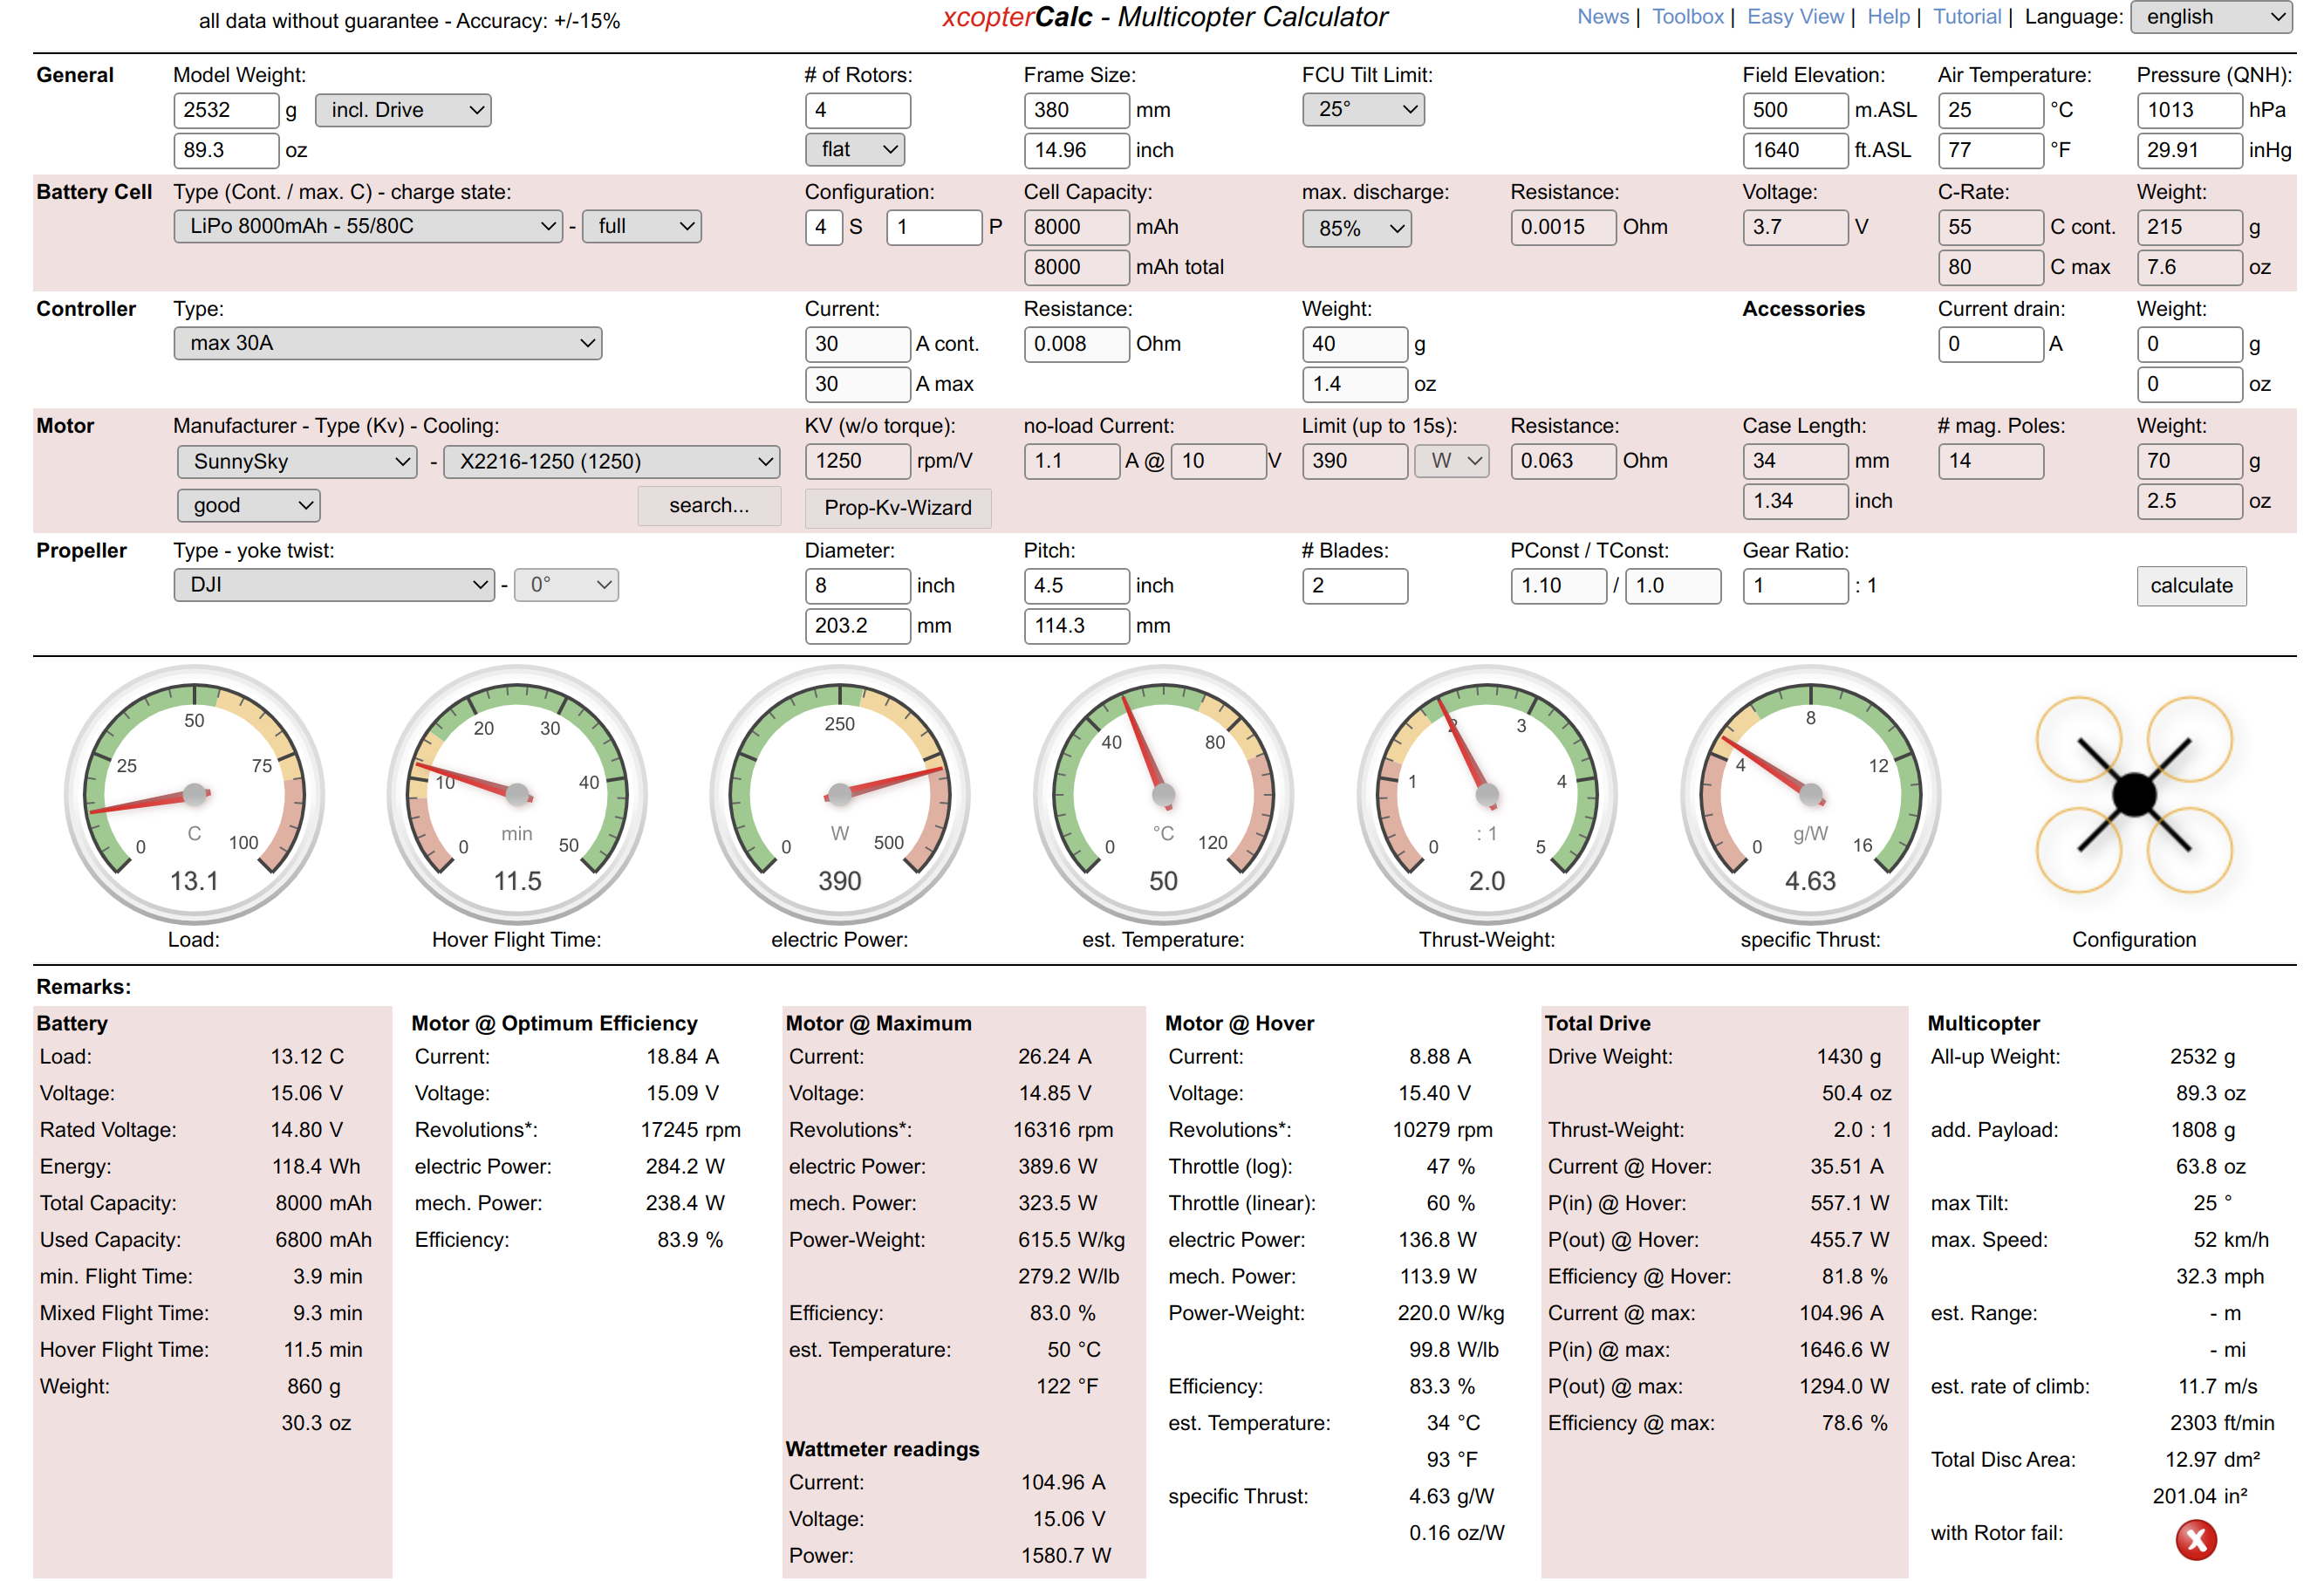 all data without guarantee - Accuracy: +/-15%
xcopterCalc - Multicopter Calculator
News | Toolbox | Easy View | Help | Tutorial | Language: english
General Model Weight: # of Rotors: Frame Size: FCU Tilt Limit: Field Elevation: Air Temperature: Pressure (QNH):
2532 g incl. Drive 4 380 mm 25° 500 m.ASL 25 °C 1013 hPa
89.3 oz flat 14.96 inch 1640 ft.ASL 77 °F 29.91 inHg
Battery Cell Type (Cont. / max. C) - charge state: Configuration: Cell Capacity: max. discharge: Resistance: Voltage: C-Rate: Weight:
LiPo 8000mAh - 55/80C - full 4 S 1 P 8000 mAh 85% 0.0015 Ohm 3.7 V 55 C cont. 215 g
8000 mAh total 80 C max 7.6 oz
Controller Type: Current: Resistance: Weight: Accessories Current drain: Weight:
max 30A 30 A cont. 0.008 Ohm 40 g 0 A 0 g
30 A max 1.4 oz 0 oz
Motor Manufacturer - Type (Kv) - Cooling: KV (w/o torque): no-load Current: Limit (up to 15s): Resistance: Case Length: # mag. Poles: Weight:
SunnySky - X2216-1250 (1250) 1250 rpm/V 1.1 A @ 10 V 390 W 0.063 Ohm 34 mm 14 70 g
good search... Prop-Kv-Wizard 1.34 inch 2.5 oz
Propeller Type - yoke twist: Diameter: Pitch: # Blades: PConst / TConst: Gear Ratio:
DJI - 0° 8 inch 4.5 inch 2 1.10 / 1.0 1 : 1 calculate
203.2 mm 114.3 mm
0 25 50 75 100 C 13.1
Load:
0 10 20 30 40 50 min 11.5
Hover Flight Time:
0 250 500 W 390
electric Power:
0 40 80 120 °C 50
est. Temperature:
0 1 2 3 4 5 : 1 2.0
Thrust-Weight:
0 4 8 12 16 g/W 4.63
specific Thrust:
Configuration
Remarks:
Battery
Load: 13.12 C
Voltage: 15.06 V
Rated Voltage: 14.80 V
Energy: 118.4 Wh
Total Capacity: 8000 mAh
Used Capacity: 6800 mAh
min. Flight Time: 3.9 min
Mixed Flight Time: 9.3 min
Hover Flight Time: 11.5 min
Weight: 860 g
30.3 oz
Motor @ Optimum Efficiency
Current: 18.84 A
Voltage: 15.09 V
Revolutions*: 17245 rpm
electric Power: 284.2 W
mech. Power: 238.4 W
Efficiency: 83.9 %
Motor @ Maximum
Current: 26.24 A
Voltage: 14.85 V
Revolutions*: 16316 rpm
electric Power: 389.6 W
mech. Power: 323.5 W
Power-Weight: 615.5 W/kg
279.2 W/lb
Efficiency: 83.0 %
est. Temperature: 50 °C
122 °F
Wattmeter readings
Current: 104.96 A
Voltage: 15.06 V
Power: 1580.7 W
Motor @ Hover
Current: 8.88 A
Voltage: 15.40 V
Revolutions*: 10279 rpm
Throttle (log): 47 %
Throttle (linear): 60 %
electric Power: 136.8 W
mech. Power: 113.9 W
Power-Weight: 220.0 W/kg
99.8 W/lb
Efficiency: 83.3 %
est. Temperature: 34 °C
93 °F
specific Thrust: 4.63 g/W
0.16 oz/W
Total Drive
Drive Weight: 1430 g
50.4 oz
Thrust-Weight: 2.0 : 1
Current @ Hover: 35.51 A
P(in) @ Hover: 557.1 W
P(out) @ Hover: 455.7 W
Efficiency @ Hover: 81.8 %
Current @ max: 104.96 A
P(in) @ max: 1646.6 W
P(out) @ max: 1294.0 W
Efficiency @ max: 78.6 %
Multicopter
All-up Weight: 2532 g
89.3 oz
add. Payload: 1808 g
63.8 oz
max Tilt: 25 °
max. Speed: 52 km/h
32.3 mph
est. Range: - m
- mi
est. rate of climb: 11.7 m/s
2303 ft/min
Total Disc Area: 12.97 dm²
201.04 in²
with Rotor fail: